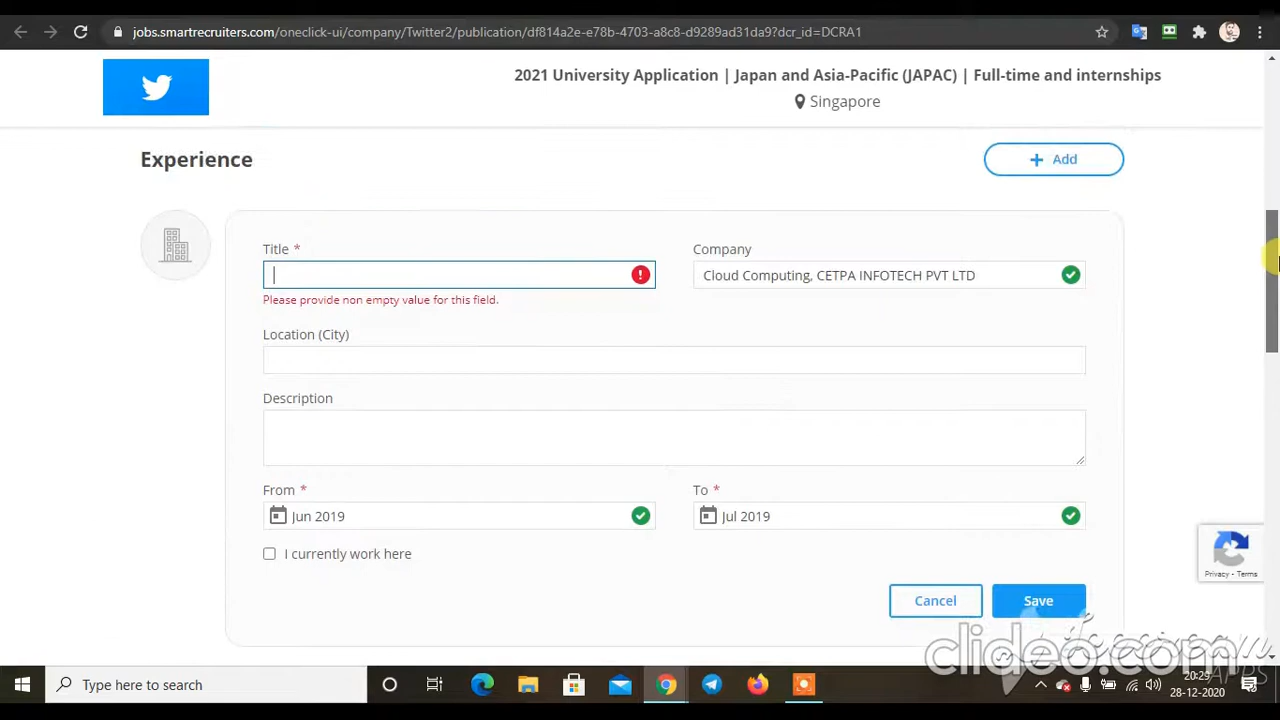 jobs.smartrecruiters.com/oneclick-ui/company/Twitter2/publication/df814a2e-e78b-4703-a8c8-d9289ad31da9?dcr_id=DCRA1
2021 University Application | Japan and Asia-Pacific (JAPAC) | Full-time and internships
Singapore
Experience
+ Add
Title *
Company
Cloud Computing, CETPA INFOTECH PVT LTD
Please provide non empty value for this field.
Location (City)
Description
From *
To *
Jun 2019
Jul 2019
I currently work here
Privacy - Terms
Cancel
Save
clideo.com
Type here to search
20:29
28-12-2020